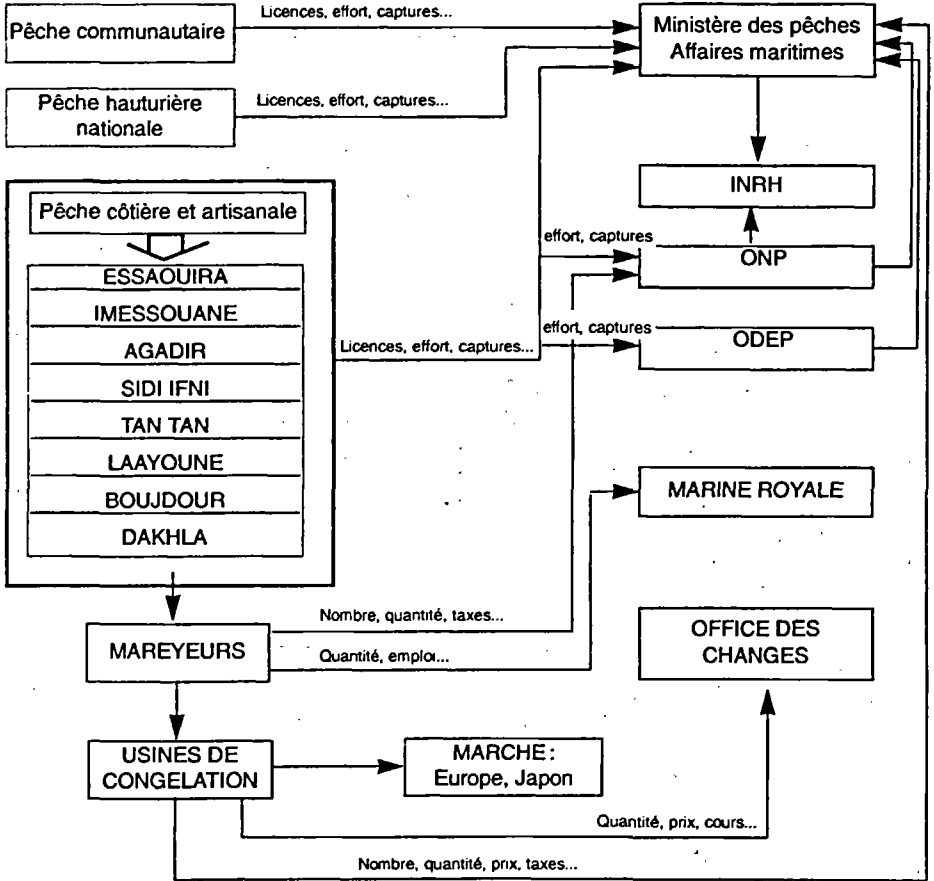 Pêche communautaire
Licences, effort, captures...
Ministère des pêches
Affaires maritimes
Pêche hauturière
nationale
Licences, effort, captures...
INRH
Pêche côtière et artisanale
effort, captures
ONP
ESSAOUIRA
IMESSOUANE
AGADIR
SIDI IFNI
TAN TAN
LAAYOUNE
BOUJDOUR
DAKHLA
Licences, effort, captures...
effort, captures
ODEP
MARINE ROYALE
Nombre, quantité, taxes...
MAREYEURS
Quantité, emploi...
OFFICE DES
CHANGES
USINES DE
CONGELATION
MARCHE :
Europe, Japon
Quantité, prix, cours...
Nombre, quantité, prix, taxes...